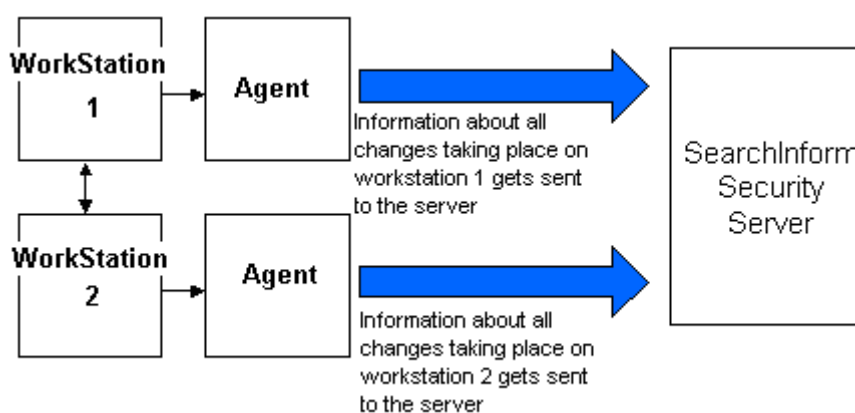 WorkStation
1
Agent
Information about all
changes taking place on
workstation 1 gets sent
to the server
SearchInform
Security
Server
WorkStation
2
Agent
Information about all
changes taking place on
workstation 2 gets sent
to the server